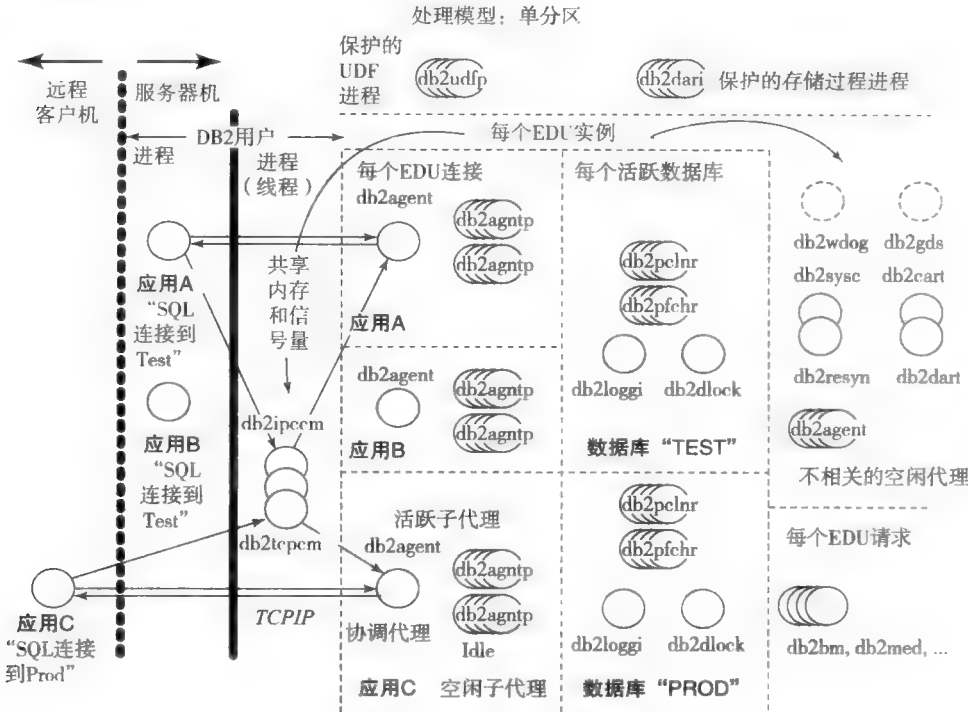 处理模型：单分区
保护的
UDF
进程
db2udfp
db2dari
保护的存储过程进程
远程
客户机
服务器机
DB2用户
每个EDU实例
进程
进程
（线程）
每个EDU连接
db2agent
db2agntp
db2agntp
应用A
每个活跃数据库
db2pclnr
db2pfchr
db2loggi
db2dlock
数据库“TEST”
db2wdog
db2gds
db2sysc
db2cart
db2resyn
db2dart
db2agent
不相关的空闲代理
应用A
“SQL
连接到
Test”
共享
内存
和信
号量
应用B
“SQL
连接到
Test”
db2ipccm
db2tcpcm
db2agent
db2agntp
db2agntp
应用B
活跃子代理
db2agent
db2agntp
db2agntp
Idle
协调代理
应用C
空闲子代理
db2pclnr
db2pfchr
db2loggi
db2dlock
数据库“PROD”
每个EDU请求
db2bm, db2med, ...
应用C
“SQL连接
到Prod”
TCPIP